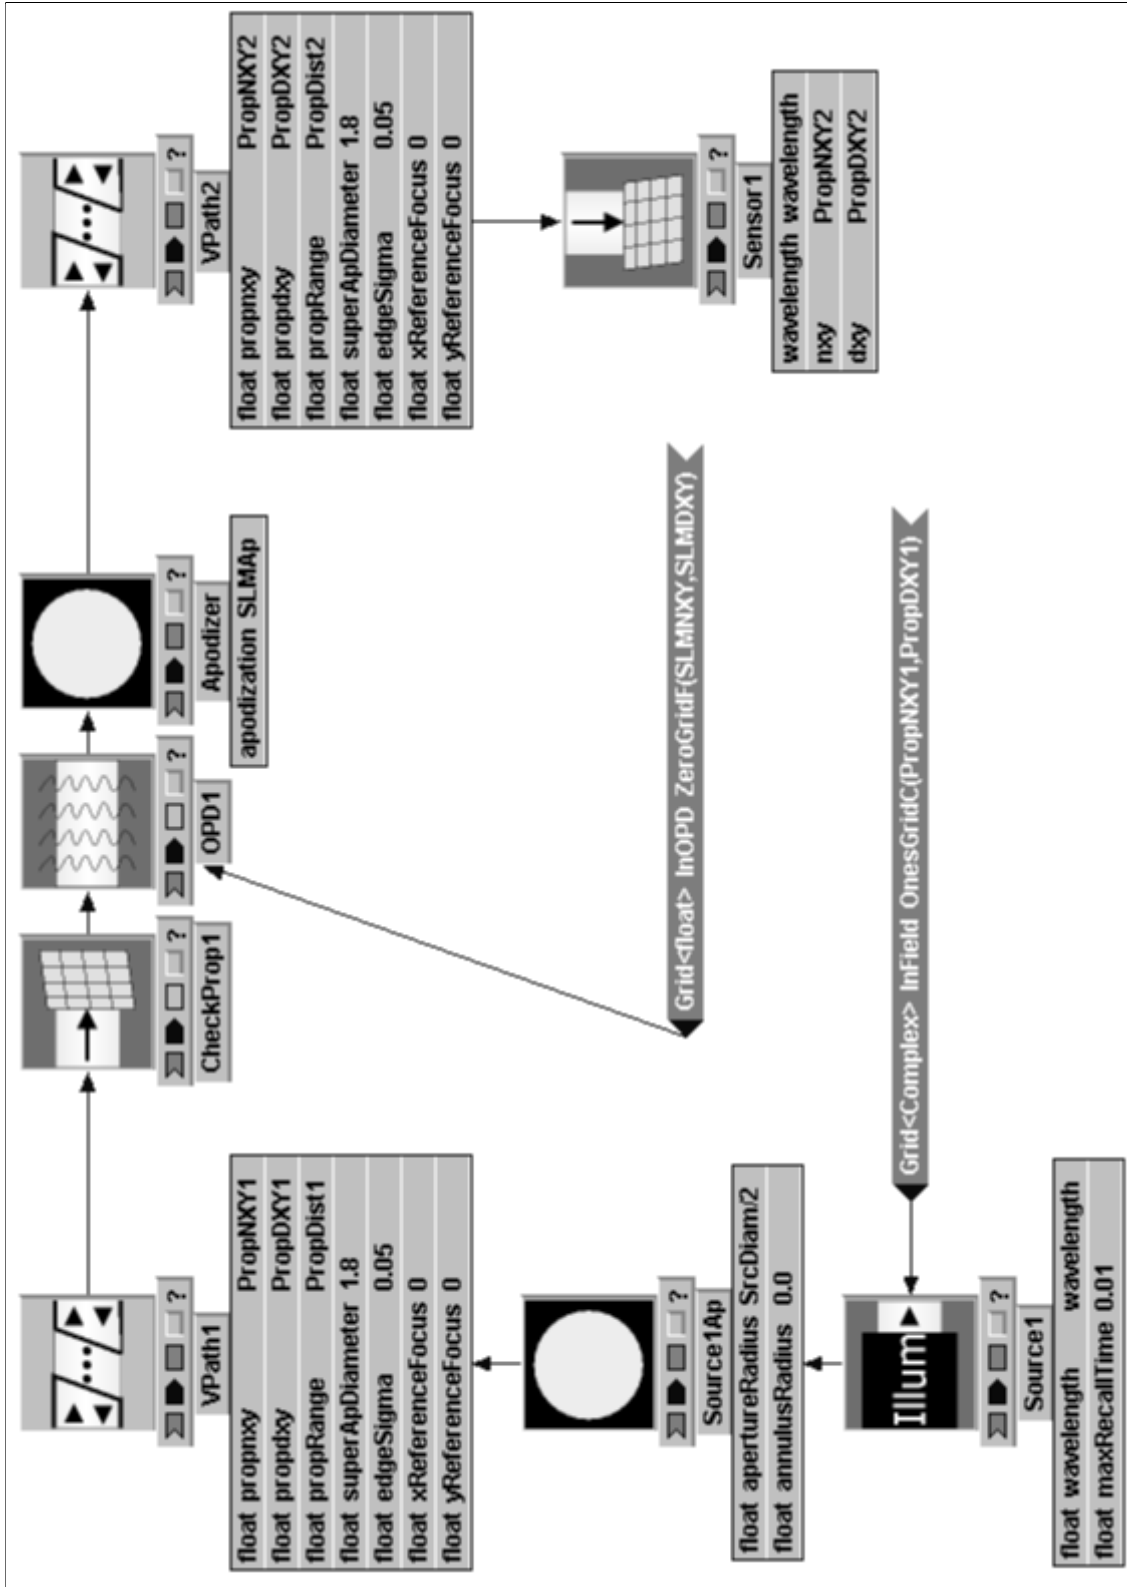 ?
VPath1
float propnxy PropNXY1
float propdxy PropDXY1
float propRange PropDist1
float superApDiameter 1.8
float edgeSigma 0.05
float xReferenceFocus 0
float yReferenceFocus 0
?
CheckProp1
?
OPD1
?
Apodizer
apodization SLMAp
?
VPath2
float propnxy PropNXY2
float propdxy PropDXY2
float propRange PropDist2
float superApDiameter 1.8
float edgeSigma 0.05
float xReferenceFocus 0
float yReferenceFocus 0
?
Source1Ap
float apertureRadius SrcDiam/2
float annulusRadius 0.0
Grid<float> InOPD ZeroGridF(SLMNXY,SLMDXY)
?
Sensor1
wavelength wavelength
nxy PropNXY2
dxy PropDXY2
Illum
?
Source1
float wavelength wavelength
float maxRecallTime 0.01
Grid<Complex> InField OnesGridC(PropNXY1,PropDXY1)